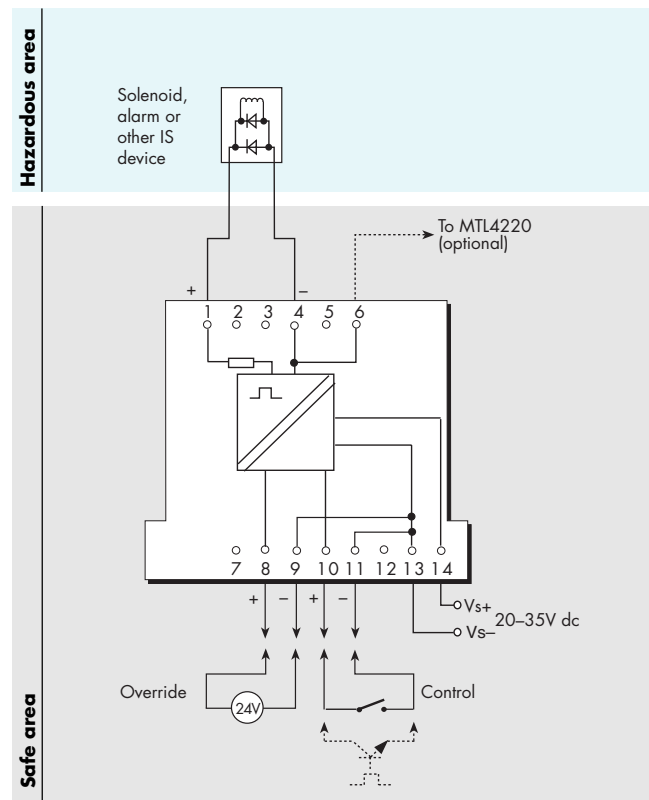 Hazardous area
Solenoid,
alarm or
other IS
device
To MTL4220
(optional)
+ –
1 2 3 4 5 6
7 8 9 10 11 12 13 14
+ – + –
Vs+
20–35V dc
Vs–
Override
24V
Control
Safe area